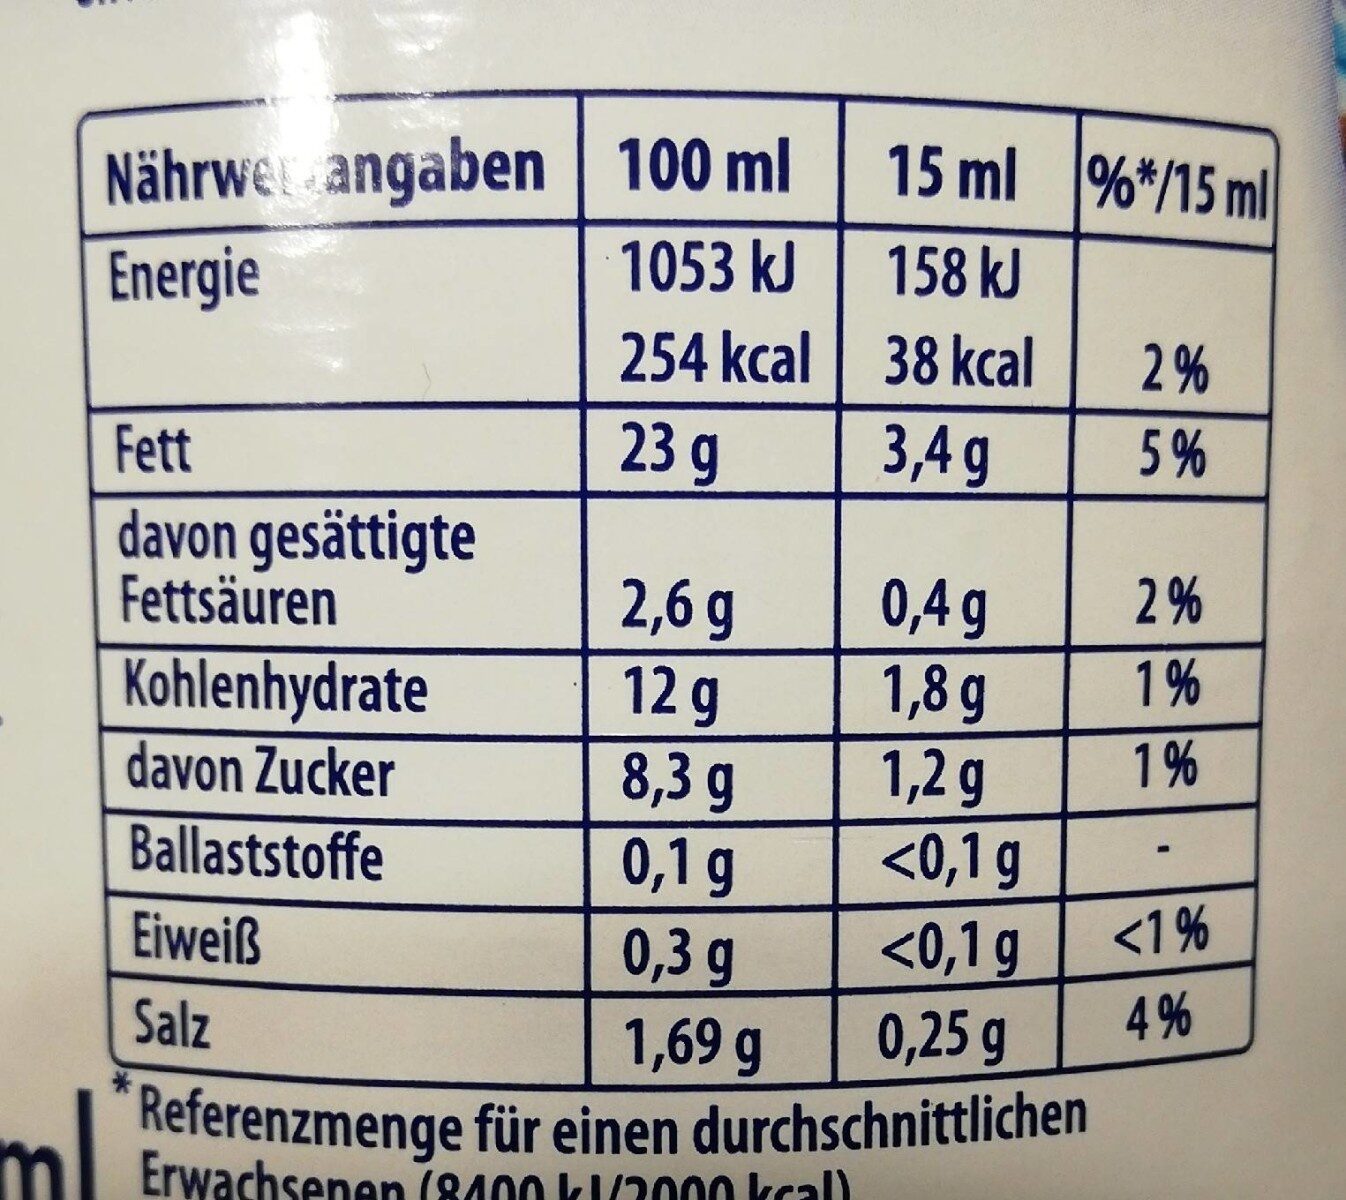 Nährwertangaben 100 ml 15 ml %*/15 ml
Energie 1053 kJ 158 kJ
254 kcal 38 kcal 2 %
Fett 23 g 3,4 g 5 %
davon gesättigte
Fettsäuren 2,6 g 0,4 g 2 %
Kohlenhydrate 12 g 1,8 g 1 %
davon Zucker 8,3 g 1,2 g 1 %
Ballaststoffe 0,1 g <0,1 g -
Eiweiß 0,3 g <0,1 g <1 %
Salz 1,69 g 0,25 g 4 %
*Referenzmenge für einen durchschnittlichen
Erwachsenen (8400 kJ/2000 kcal)
ml